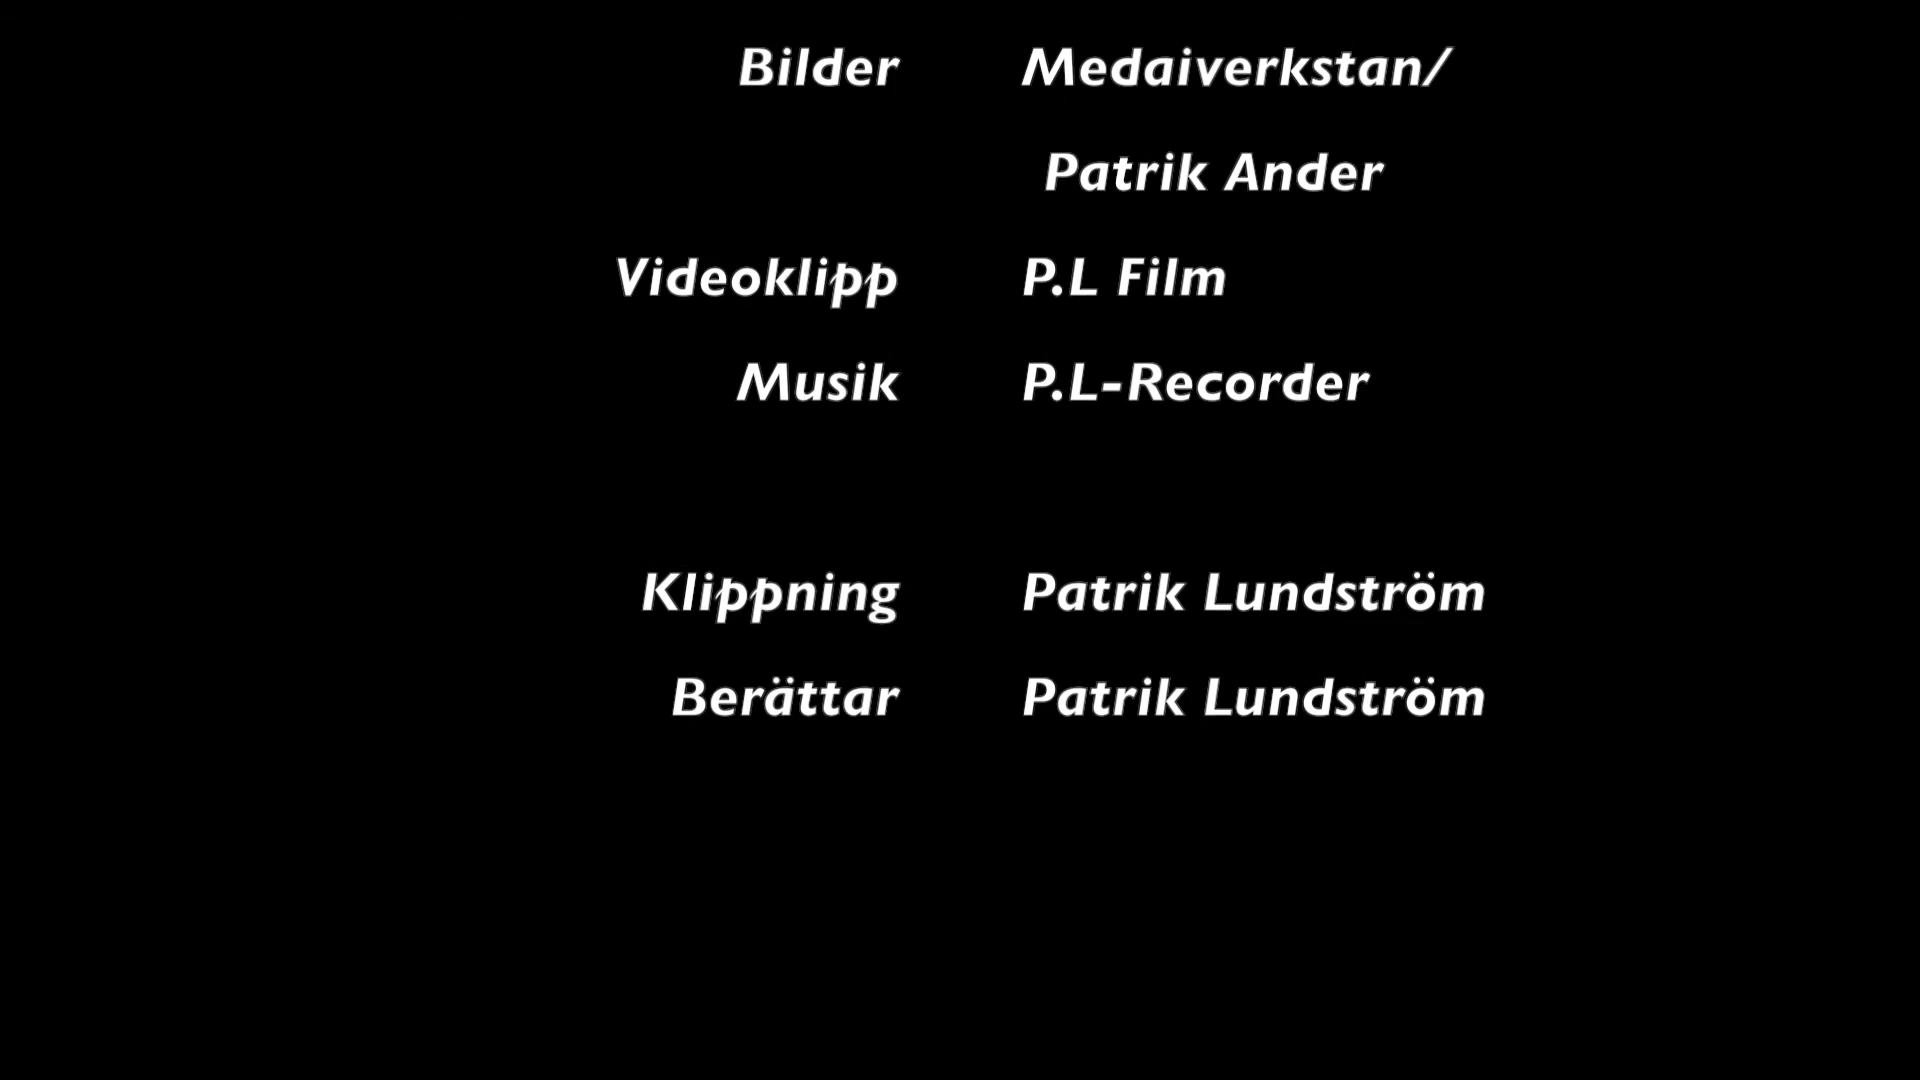 Bilder Medaiverkstan/
Patrik Ander
Videoklipp P.L Film
Musik P.L-Recorder
Klippning Patrik Lundström
Berättar Patrik Lundström